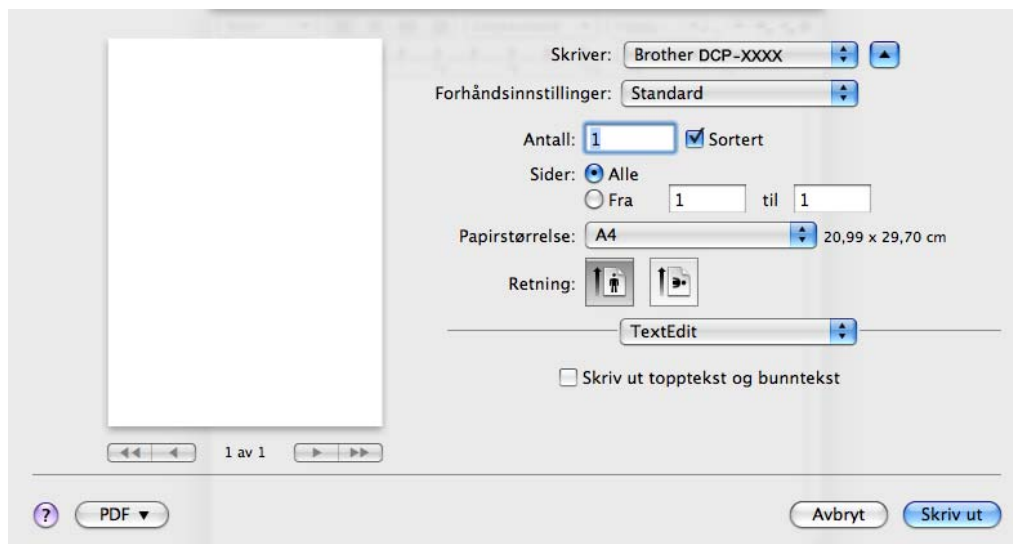 Skriver: Brother DCP-XXXX
Forhåndsinnstillinger: Standard
Antall: 1 Sortert
Sider: Alle
Fra 1 til 1
Papirstørrelse: A4 20,99 x 29,70 cm
Retning:
TextEdit
Skriv ut topptekst og bunntekst
1 av 1
? PDF Avbryt Skriv ut